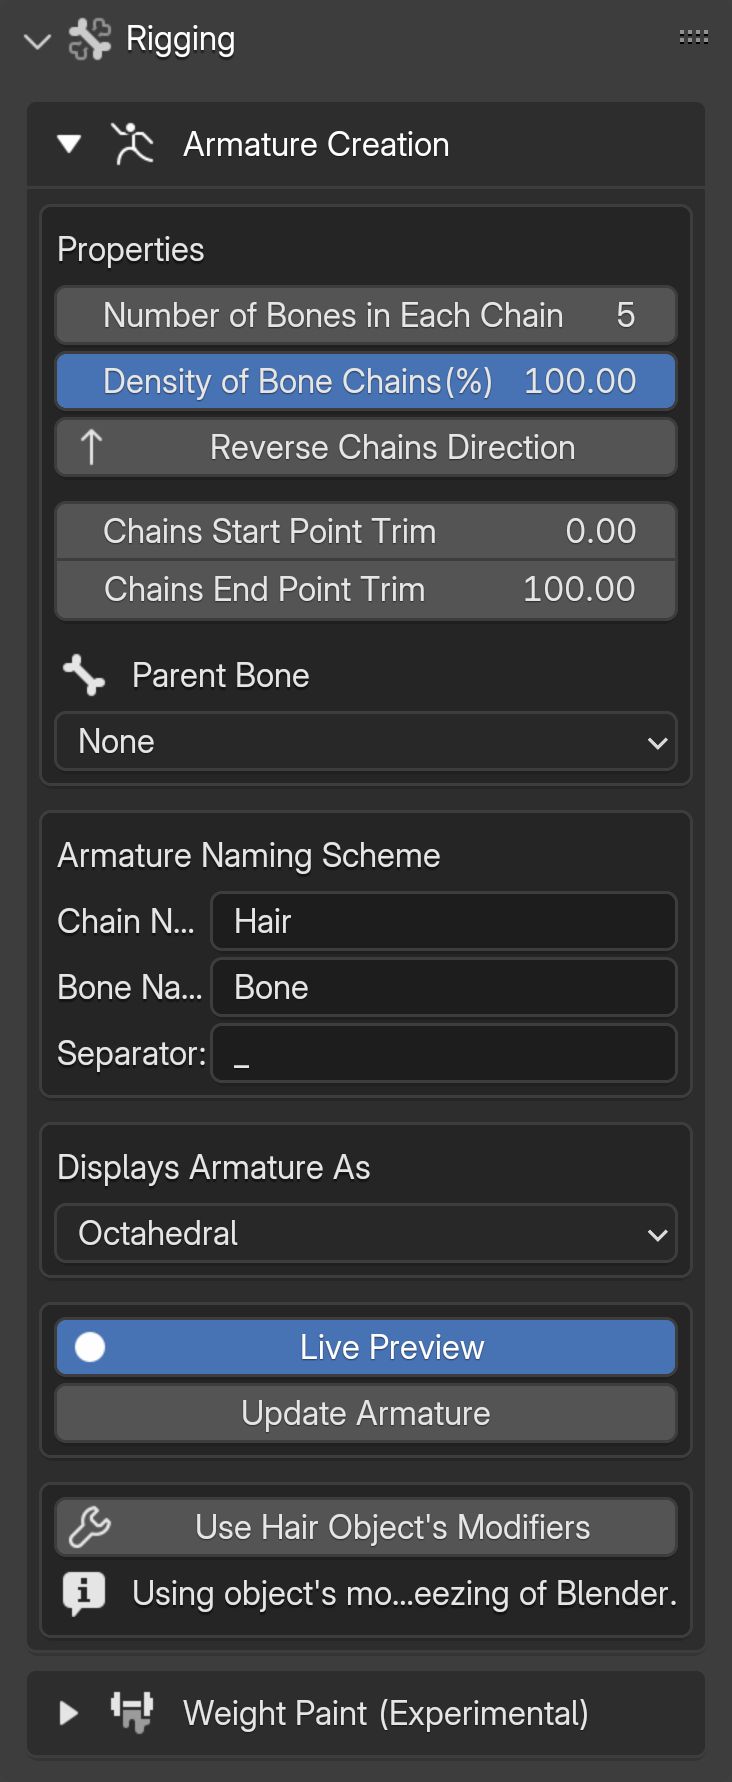 Rigging
Armature Creation
Properties
Number of Bones in Each Chain 5
Density of Bone Chains(%) 100.00
Reverse Chains Direction
Chains Start Point Trim 0.00
Chains End Point Trim 100.00
Parent Bone
None
Armature Naming Scheme
Chain N... Hair
Bone Na... Bone
Separator: _
Displays Armature As
Octahedral
Live Preview
Update Armature
Use Hair Object's Modifiers
Using object's mo...eezing of Blender.
Weight Paint (Experimental)